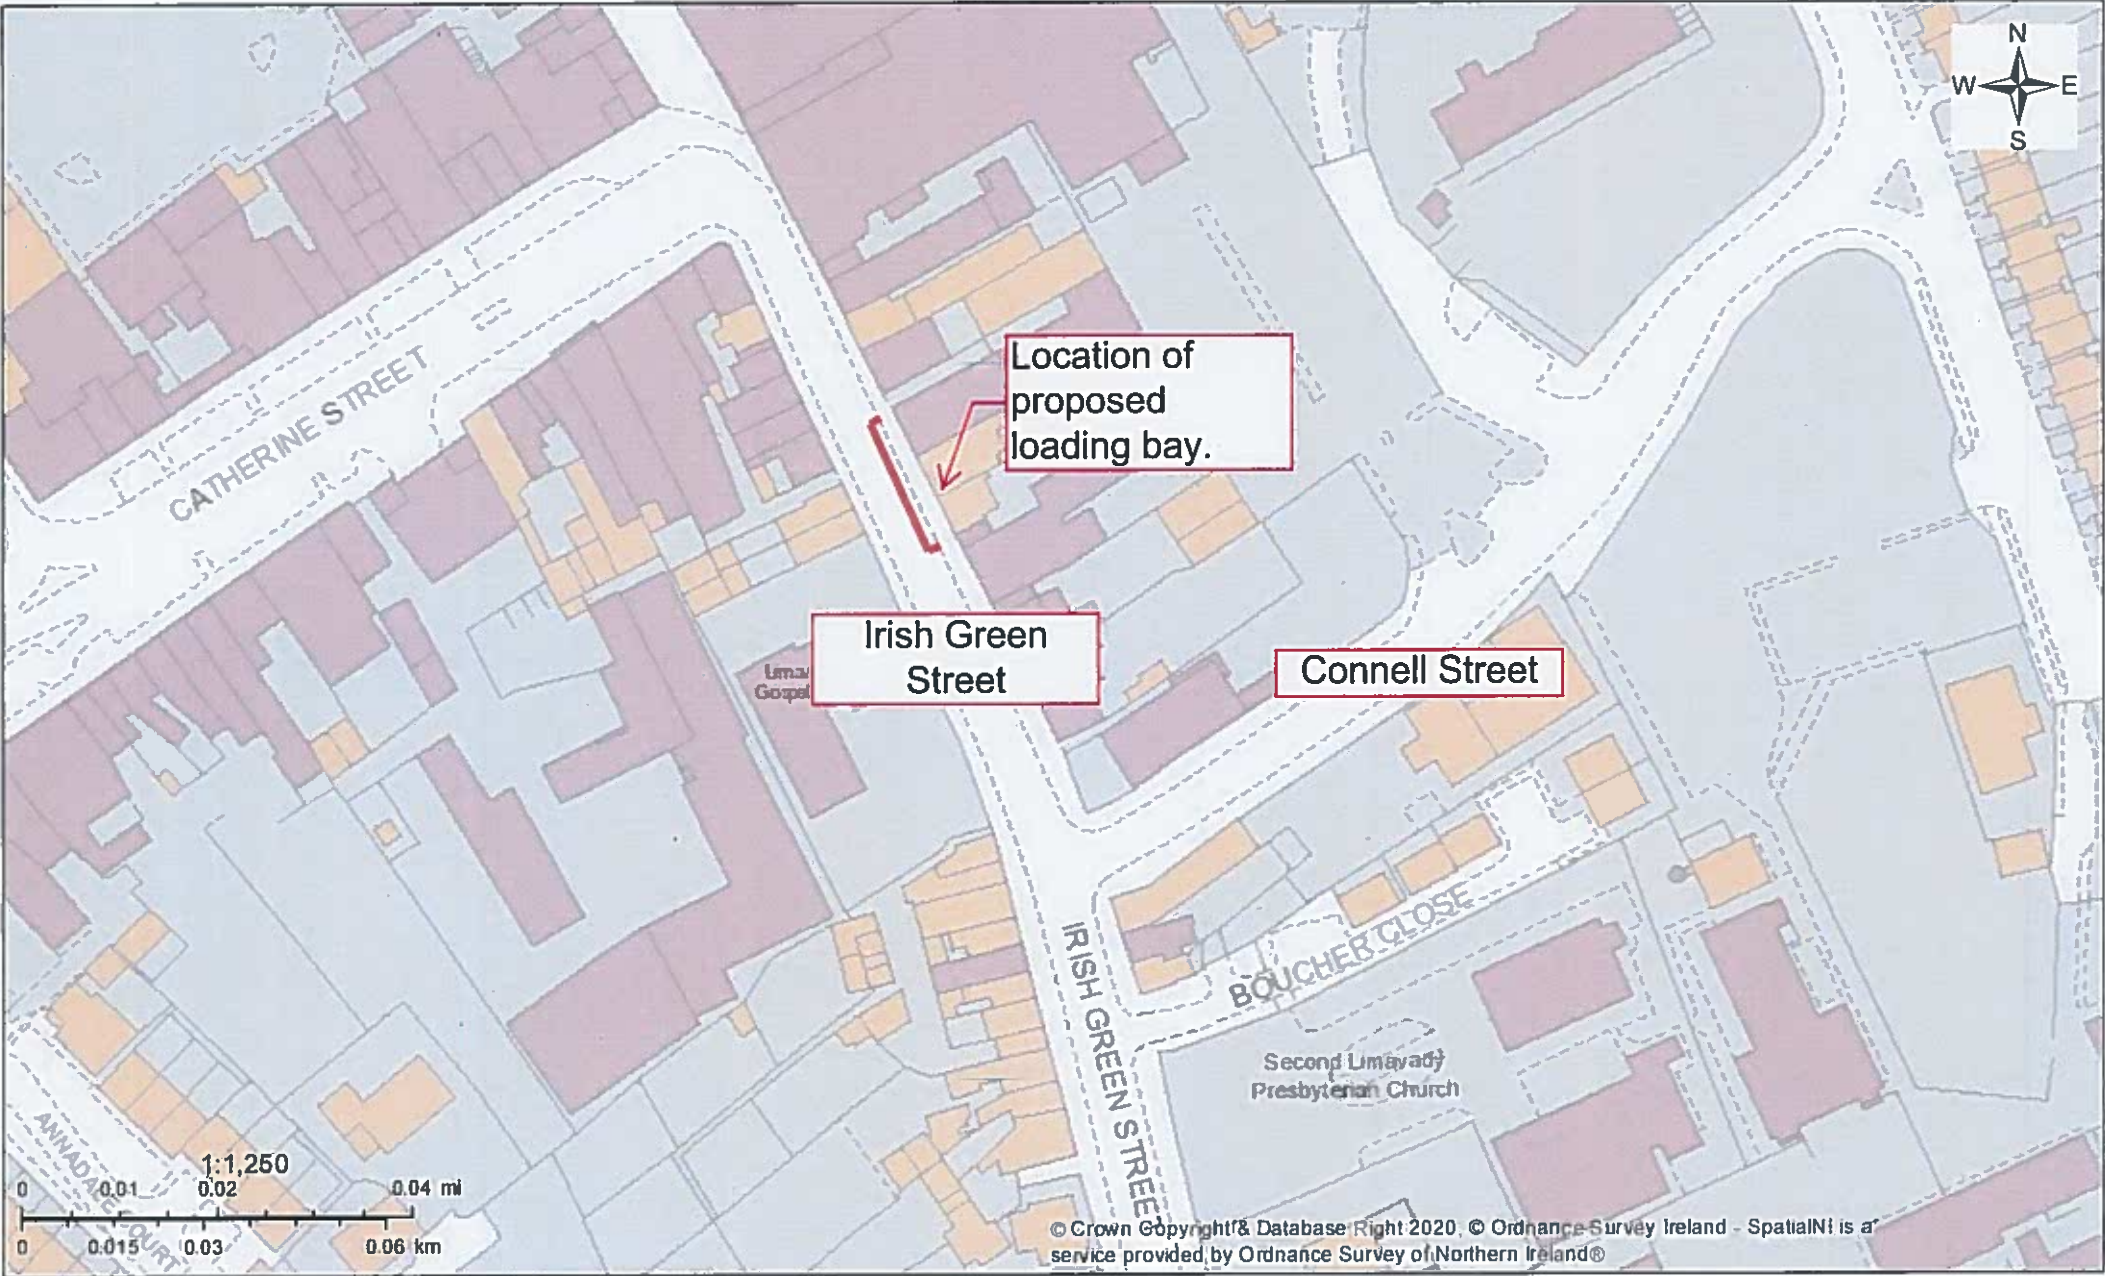 N
W E
S
Location of
proposed
loading bay.
CATHERINE STREET
Irish Green
Street
Connell Street
Gospel
BOUCHER CLOSE
IRISH GREEN STREET
Second Limavady
Presbyterian Church
ANNADALE COURT
1:1,250
0 0.01 0.02 0.04 mi
0 0.015 0.03 0.06 km
© Crown Copyright & Database Right 2020, © Ordnance Survey Ireland - SpatialNI is a
service provided by Ordnance Survey of Northern Ireland®